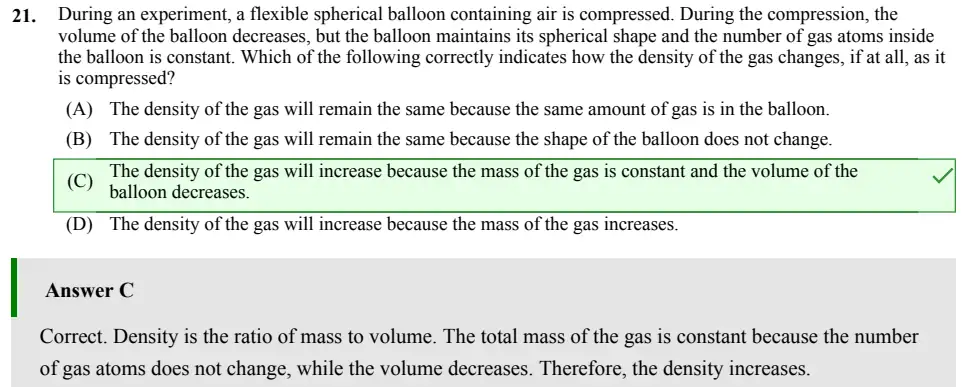 21. During an experiment, a flexible spherical balloon containing air is compressed. During the compression, the
volume of the balloon decreases, but the balloon maintains its spherical shape and the number of gas atoms inside
the balloon is constant. Which of the following correctly indicates how the density of the gas changes, if at all, as it
is compressed?
(A) The density of the gas will remain the same because the same amount of gas is in the balloon.
(B) The density of the gas will remain the same because the shape of the balloon does not change.
(C) The density of the gas will increase because the mass of the gas is constant and the volume of the
balloon decreases.
(D) The density of the gas will increase because the mass of the gas increases.
Answer C
Correct. Density is the ratio of mass to volume. The total mass of the gas is constant because the number
of gas atoms does not change, while the volume decreases. Therefore, the density increases.